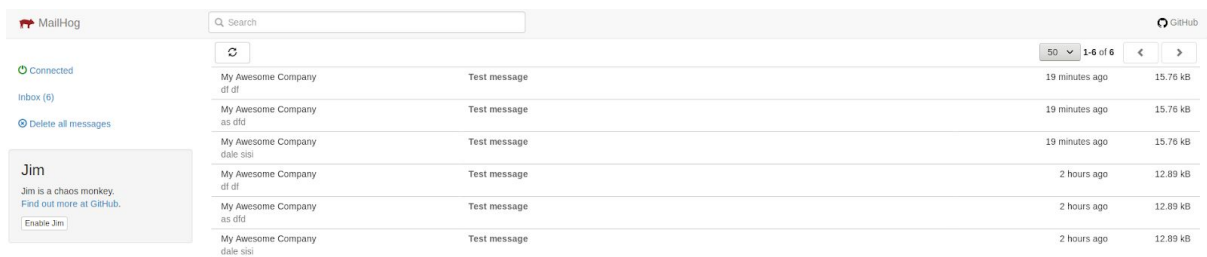 MailHog
Search
GitHub
50 1-6 of 6
Connected
Inbox (6)
Delete all messages
Jim
Jim is a chaos monkey.
Find out more at GitHub.
Enable Jim
My Awesome Company Test message 19 minutes ago 15.76 kB
df df
My Awesome Company Test message 19 minutes ago 15.76 kB
as dfd
My Awesome Company Test message 19 minutes ago 15.76 kB
dale sisi
My Awesome Company Test message 2 hours ago 12.89 kB
df df
My Awesome Company Test message 2 hours ago 12.89 kB
as dfd
My Awesome Company Test message 2 hours ago 12.89 kB
dale sisi